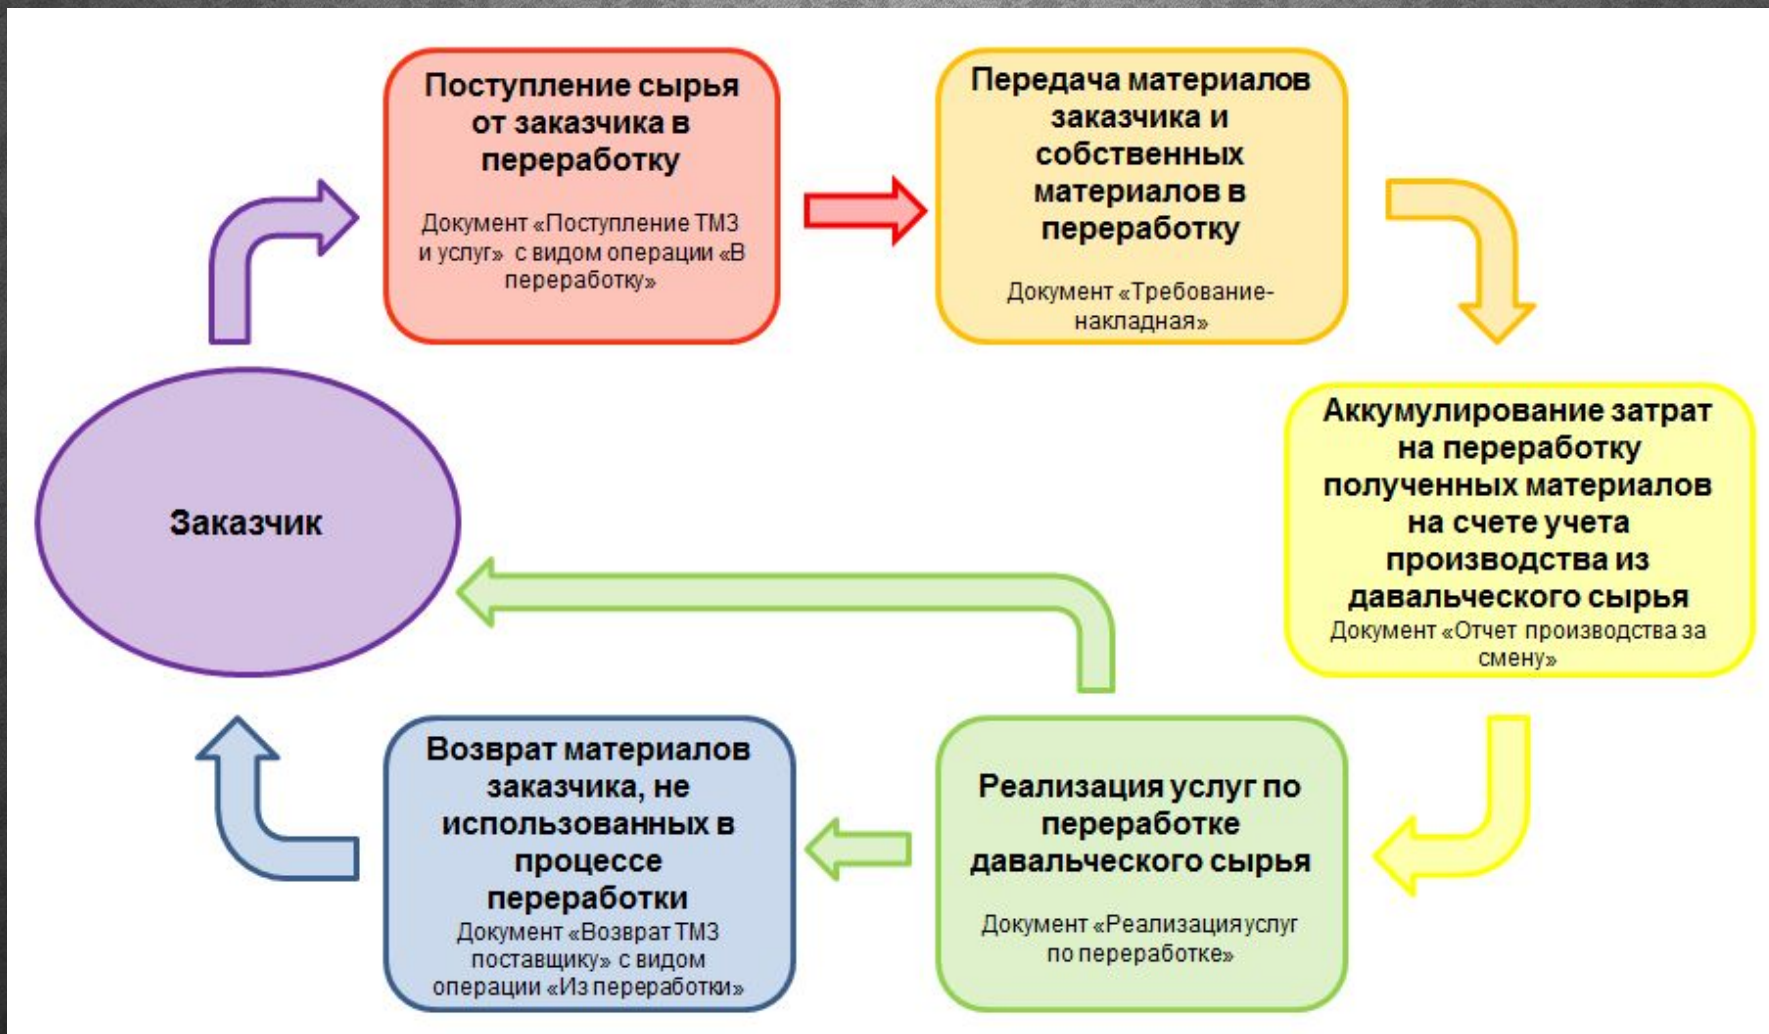 Поступление сырья
от заказчика в
переработку
Документ «Поступление ТМЗ
и услуг» с видом операции «В
переработку»
Передача материалов
заказчика и
собственных
материалов в
переработку
Документ «Требование-
накладная»
Аккумулирование затрат
на переработку
полученных материалов
на счете учета
производства из
давальческого сырья
Документ «Отчет производства за
смену»
Реализация услуг по
переработке
давальческого сырья
Документ «Реализация услуг
по переработке»
Возврат материалов
заказчика, не
использованных в
процессе
переработки
Документ «Возврат ТМЗ
поставщику» с видом
операции «Из переработки»
Заказчик